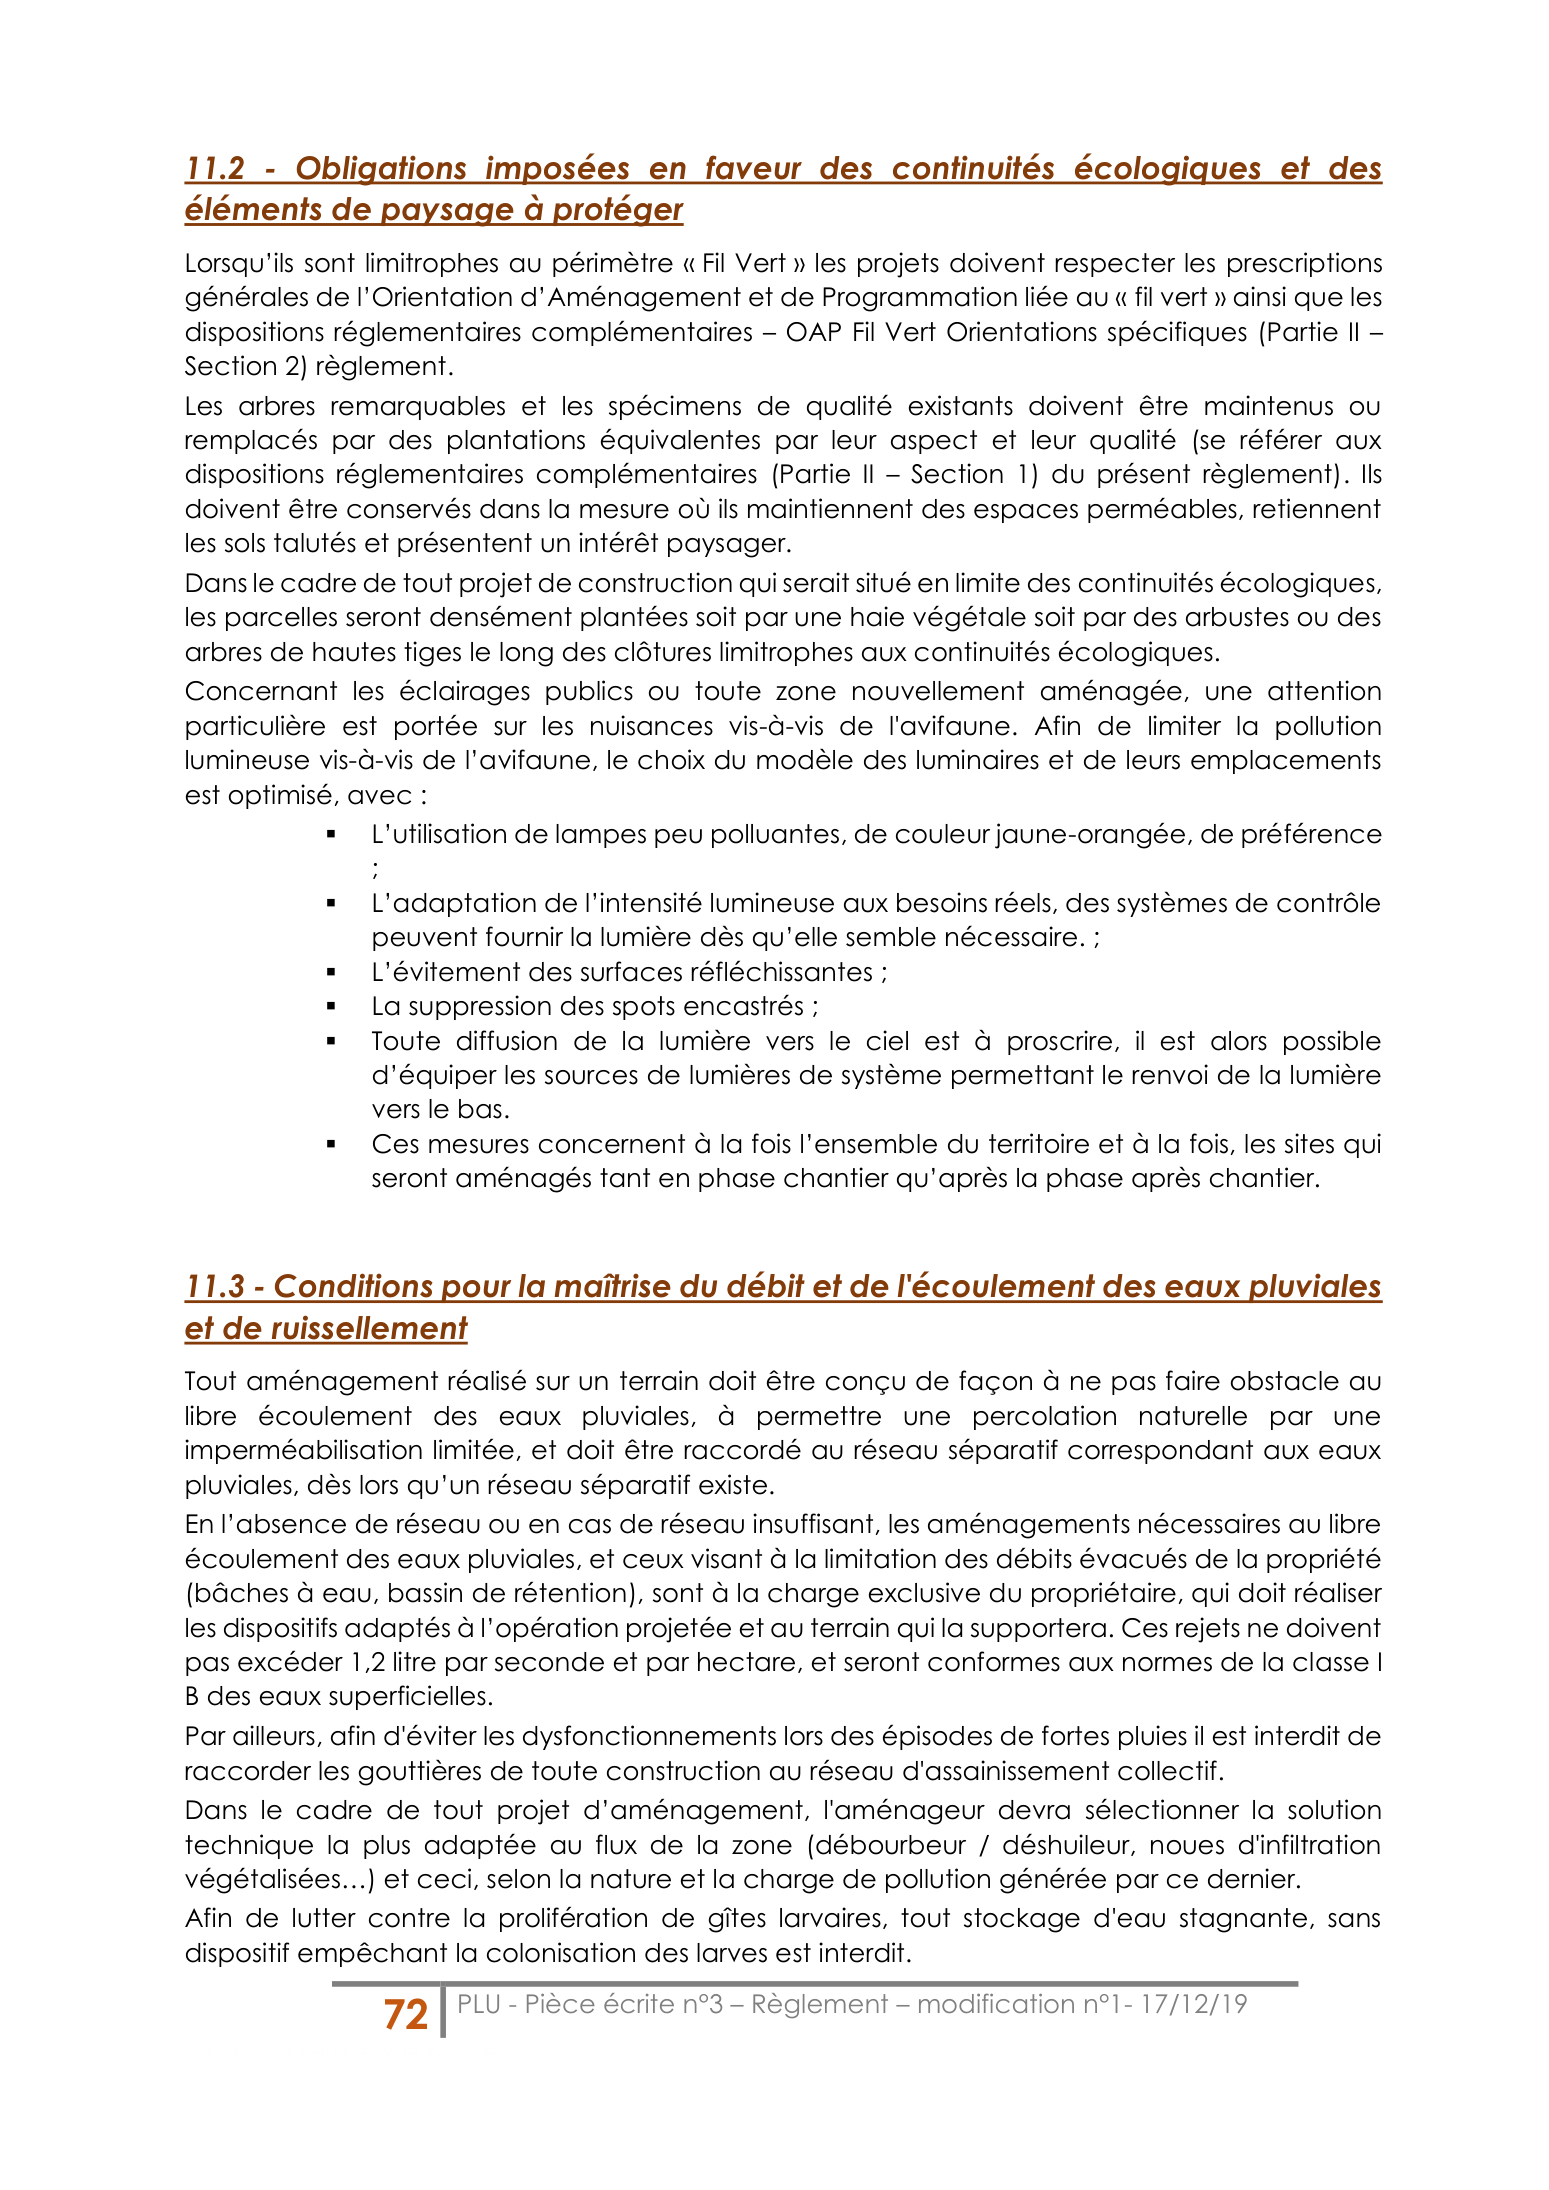 11.2 - Obligations imposées en faveur des continuités écologiques et des
éléments de paysage à protéger
Lorsqu’ils sont limitrophes au périmètre « Fil Vert » les projets doivent respecter les prescriptions
générales de l’Orientation d’Aménagement et de Programmation liée au « fil vert » ainsi que les
dispositions réglementaires complémentaires – OAP Fil Vert Orientations spécifiques (Partie II –
Section 2) règlement.
Les arbres remarquables et les spécimens de qualité existants doivent être maintenus ou
remplacés par des plantations équivalentes par leur aspect et leur qualité (se référer aux
dispositions réglementaires complémentaires (Partie II – Section 1) du présent règlement). Ils
doivent être conservés dans la mesure où ils maintiennent des espaces perméables, retiennent
les sols talutés et présentent un intérêt paysager.
Dans le cadre de tout projet de construction qui serait situé en limite des continuités écologiques,
les parcelles seront densément plantées soit par une haie végétale soit par des arbustes ou des
arbres de hautes tiges le long des clôtures limitrophes aux continuités écologiques.
Concernant les éclairages publics ou toute zone nouvellement aménagée, une attention
particulière est portée sur les nuisances vis-à-vis de l'avifaune. Afin de limiter la pollution
lumineuse vis-à-vis de l’avifaune, le choix du modèle des luminaires et de leurs emplacements
est optimisé, avec :
▪ L’utilisation de lampes peu polluantes, de couleur jaune-orangée, de préférence
;
▪ L’adaptation de l’intensité lumineuse aux besoins réels, des systèmes de contrôle
peuvent fournir la lumière dès qu’elle semble nécessaire. ;
▪ L’évitement des surfaces réfléchissantes ;
▪ La suppression des spots encastrés ;
▪ Toute diffusion de la lumière vers le ciel est à proscrire, il est alors possible
d’équiper les sources de lumières de système permettant le renvoi de la lumière
vers le bas.
▪ Ces mesures concernent à la fois l’ensemble du territoire et à la fois, les sites qui
seront aménagés tant en phase chantier qu’après la phase après chantier.
11.3 - Conditions pour la maîtrise du débit et de l'écoulement des eaux pluviales
et de ruissellement
Tout aménagement réalisé sur un terrain doit être conçu de façon à ne pas faire obstacle au
libre écoulement des eaux pluviales, à permettre une percolation naturelle par une
imperméabilisation limitée, et doit être raccordé au réseau séparatif correspondant aux eaux
pluviales, dès lors qu’un réseau séparatif existe.
En l’absence de réseau ou en cas de réseau insuffisant, les aménagements nécessaires au libre
écoulement des eaux pluviales, et ceux visant à la limitation des débits évacués de la propriété
(bâches à eau, bassin de rétention), sont à la charge exclusive du propriétaire, qui doit réaliser
les dispositifs adaptés à l’opération projetée et au terrain qui la supportera. Ces rejets ne doivent
pas excéder 1,2 litre par seconde et par hectare, et seront conformes aux normes de la classe I
B des eaux superficielles.
Par ailleurs, afin d'éviter les dysfonctionnements lors des épisodes de fortes pluies il est interdit de
raccorder les gouttières de toute construction au réseau d'assainissement collectif.
Dans le cadre de tout projet d’aménagement, l'aménageur devra sélectionner la solution
technique la plus adaptée au flux de la zone (débourbeur / déshuileur, noues d'infiltration
végétalisées…) et ceci, selon la nature et la charge de pollution générée par ce dernier.
Afin de lutter contre la prolifération de gîtes larvaires, tout stockage d'eau stagnante, sans
dispositif empêchant la colonisation des larves est interdit.
72 PLU - Pièce écrite n°3 – Règlement – modification n°1- 17/12/19